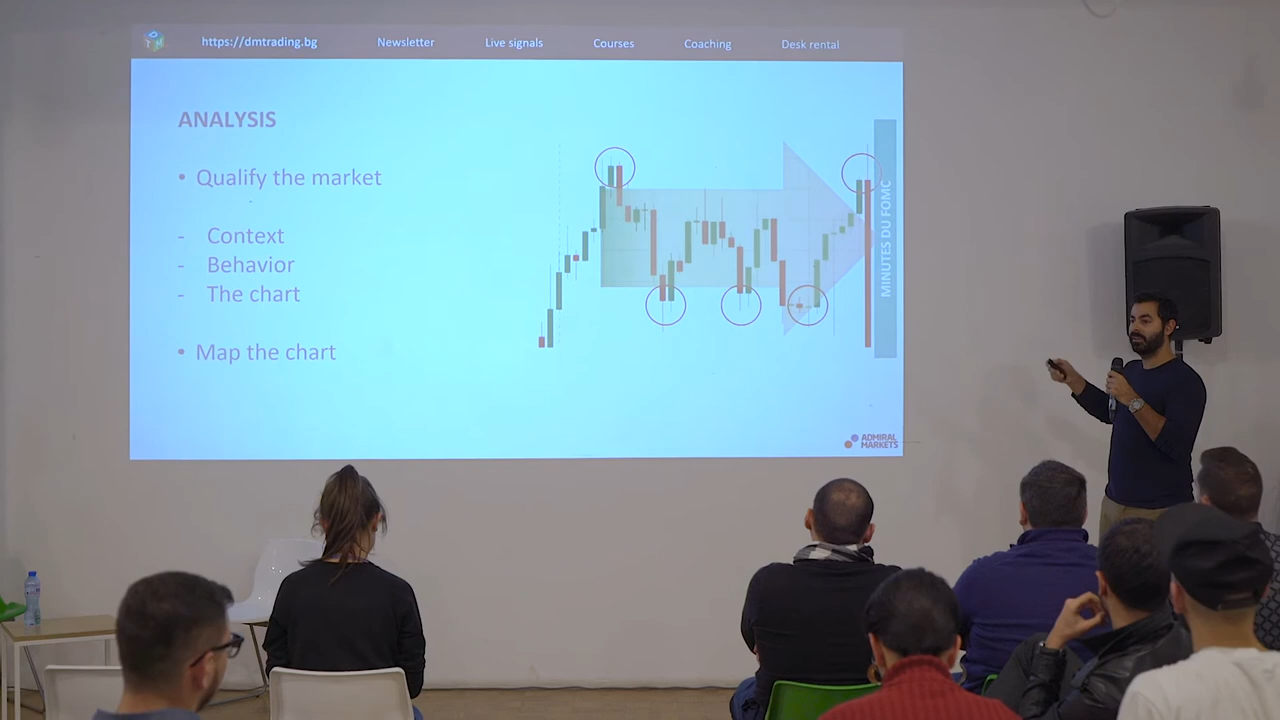 https://dmtrading.bg Newsletter Live signals Courses Coaching Desk rental
ANALYSIS
• Qualify the market
- Context
- Behavior
- The chart
• Map the chart
MINUTES DU FOMC
ADMIRAL
MARKETS